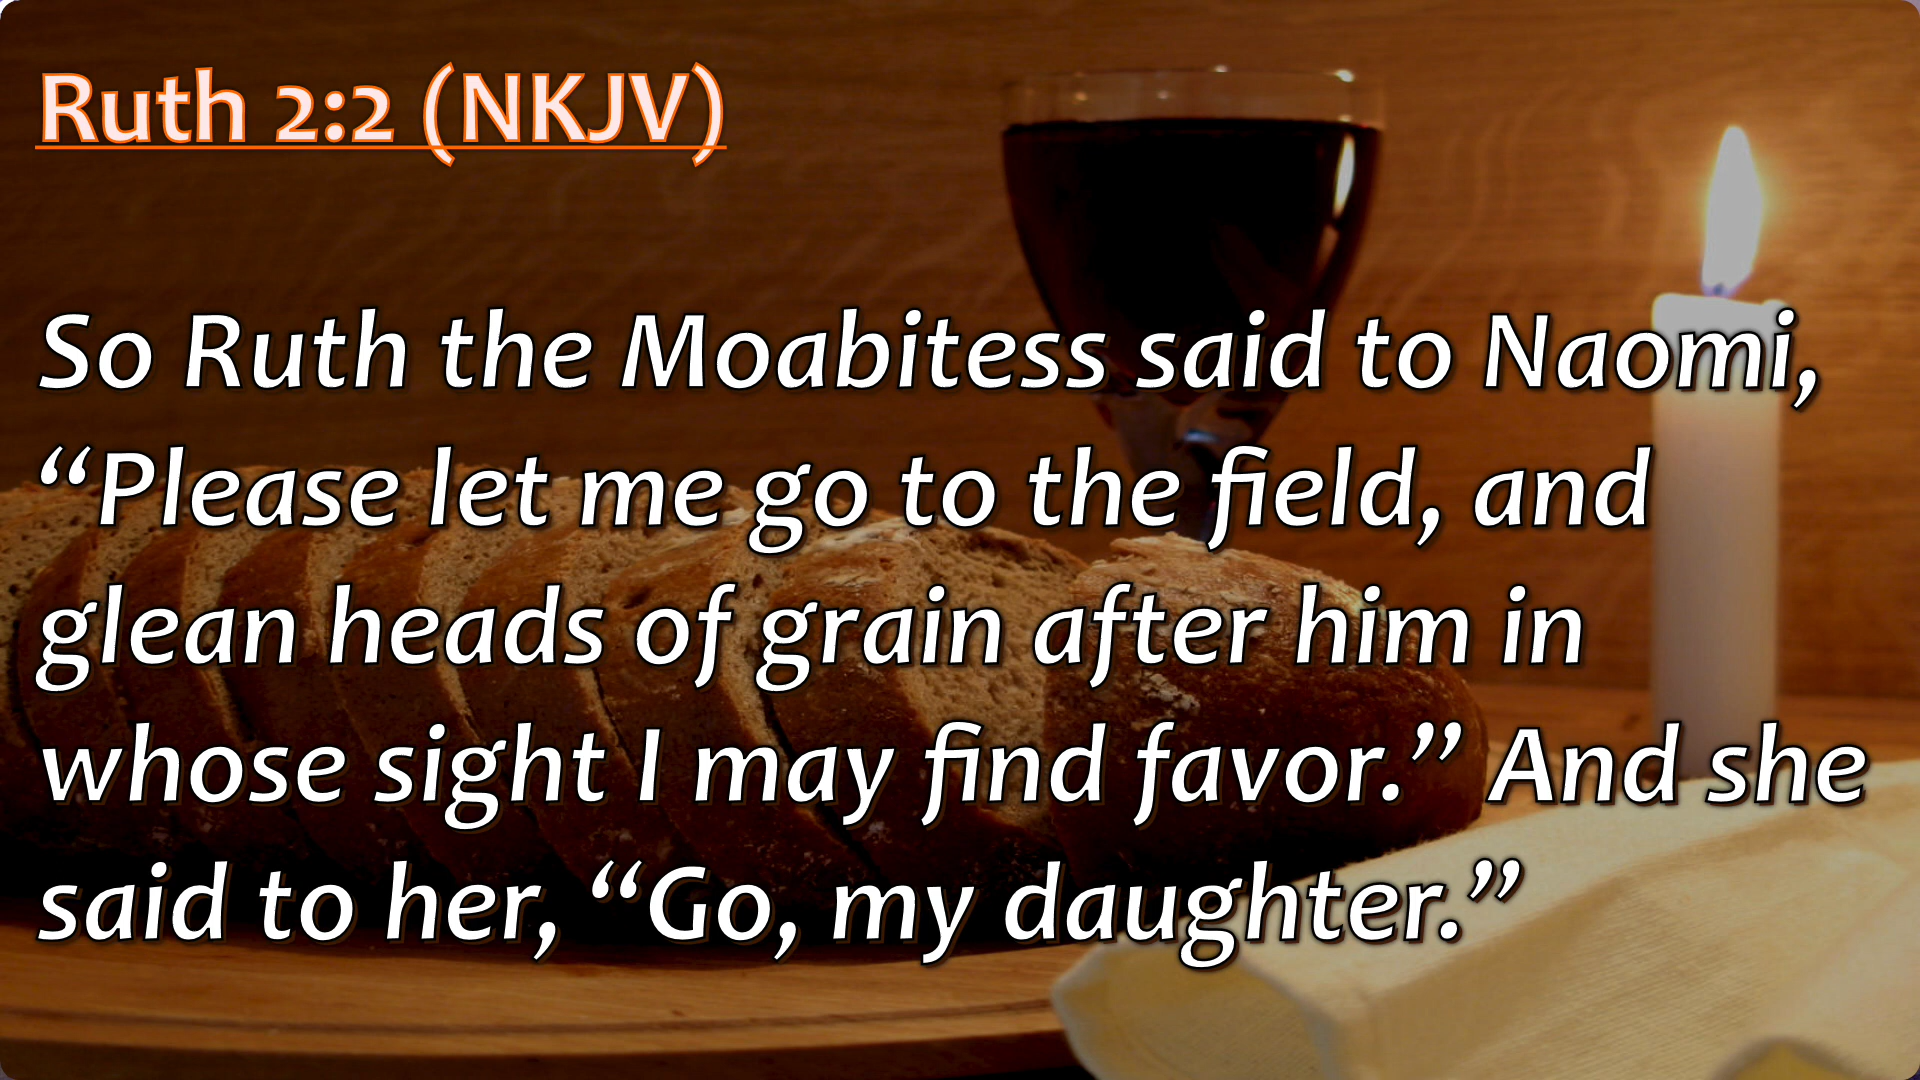 Ruth 2:2 (NKJV)
So Ruth the Moabitess said to Naomi,
“Please let me go to the field, and
glean heads of grain after him in
whose sight I may find favor.” And she
said to her, “Go, my daughter.”